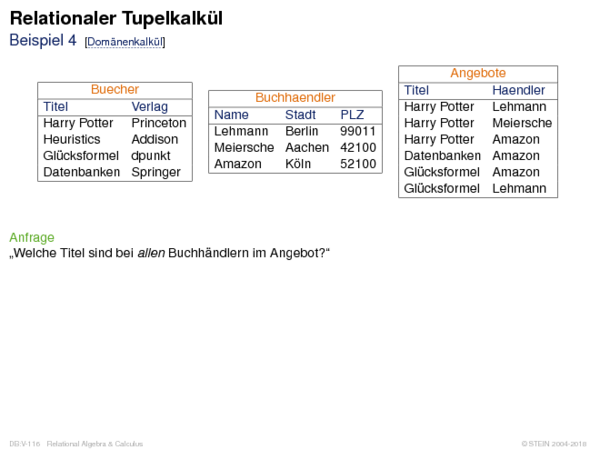 Relationaler Tupelkalkül
Beispiel 4 [Domänenkalkül]
Buecher
Titel Verlag
Harry Potter Princeton
Heuristics Addison
Glücksformel dpunkt
Datenbanken Springer
Buchhaendler
Name Stadt PLZ
Lehmann Berlin 99011
Meiersche Aachen 42100
Amazon Köln 52100
Angebote
Titel Haendler
Harry Potter Lehmann
Harry Potter Meiersche
Harry Potter Amazon
Datenbanken Amazon
Glücksformel Amazon
Glücksformel Lehmann
Anfrage
„Welche Titel sind bei allen Buchhändlern im Angebot?“
DB:V-116 Relational Algebra & Calculus © STEIN 2004-2018